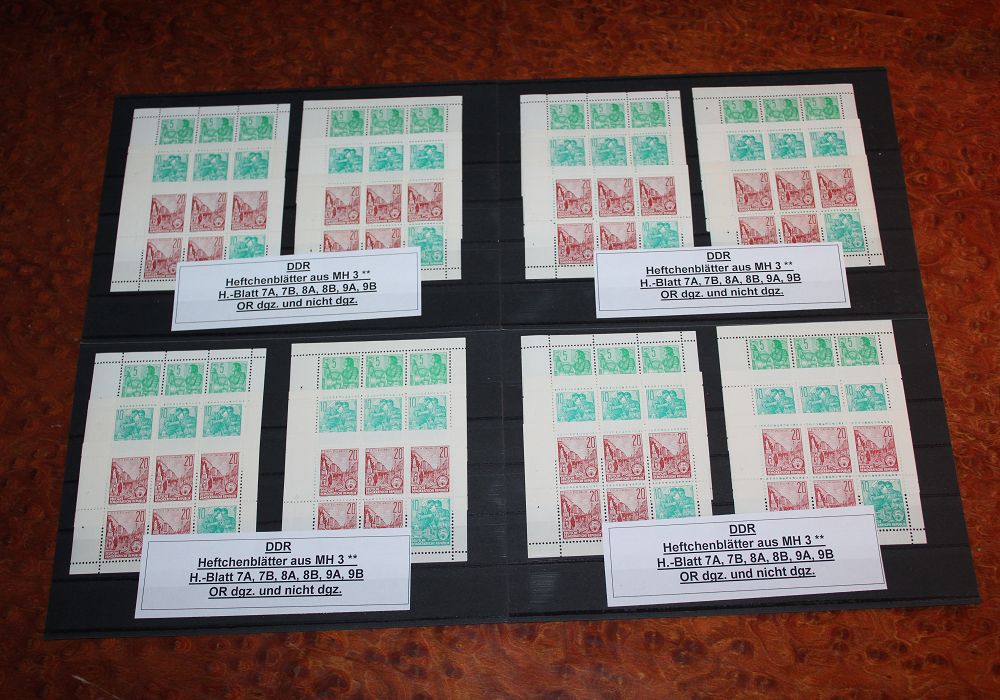 DDR
Heftchenblätter aus MH 3 **
H.-Blatt 7A, 7B, 8A, 8B, 9A, 9B
OR dgz. und nicht dgz.
DDR
Heftchenblätter aus MH 3 **
H.-Blatt 7A, 7B, 8A, 8B, 9A, 9B
OR dgz. und nicht dgz.
DDR
Heftchenblätter aus MH 3 **
H.-Blatt 7A, 7B, 8A, 8B, 9A, 9B
OR dgz. und nicht dgz.
DDR
Heftchenblätter aus MH 3 **
H.-Blatt 7A, 7B, 8A, 8B, 9A, 9B
OR dgz. und nicht dgz.